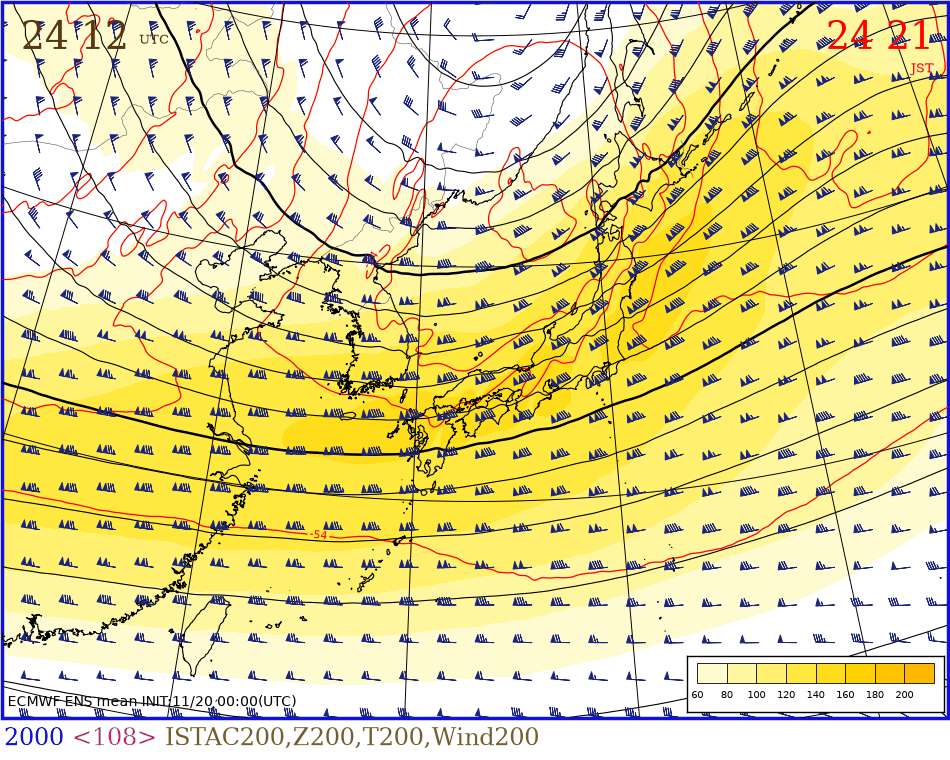 24 12 UTC
24 21
JST
-54
ECMWF ENS mean INIT:11/20 00:00(UTC)
60 80 100 120 140 160 180 200
2000 <108> ISTAC200,Z200,T200,Wind200